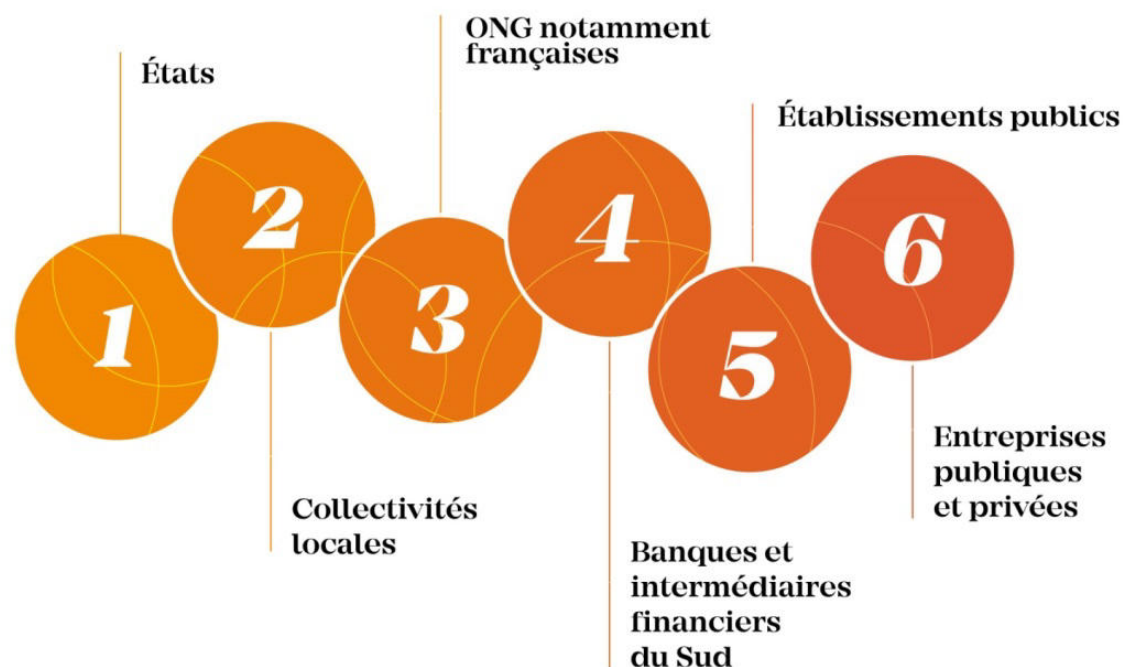 1
États
2
Collectivités
locales
3
ONG notamment
françaises
4
Banques et
intermédiaires
financiers
du Sud
5
Établissements publics
6
Entreprises
publiques
et privées